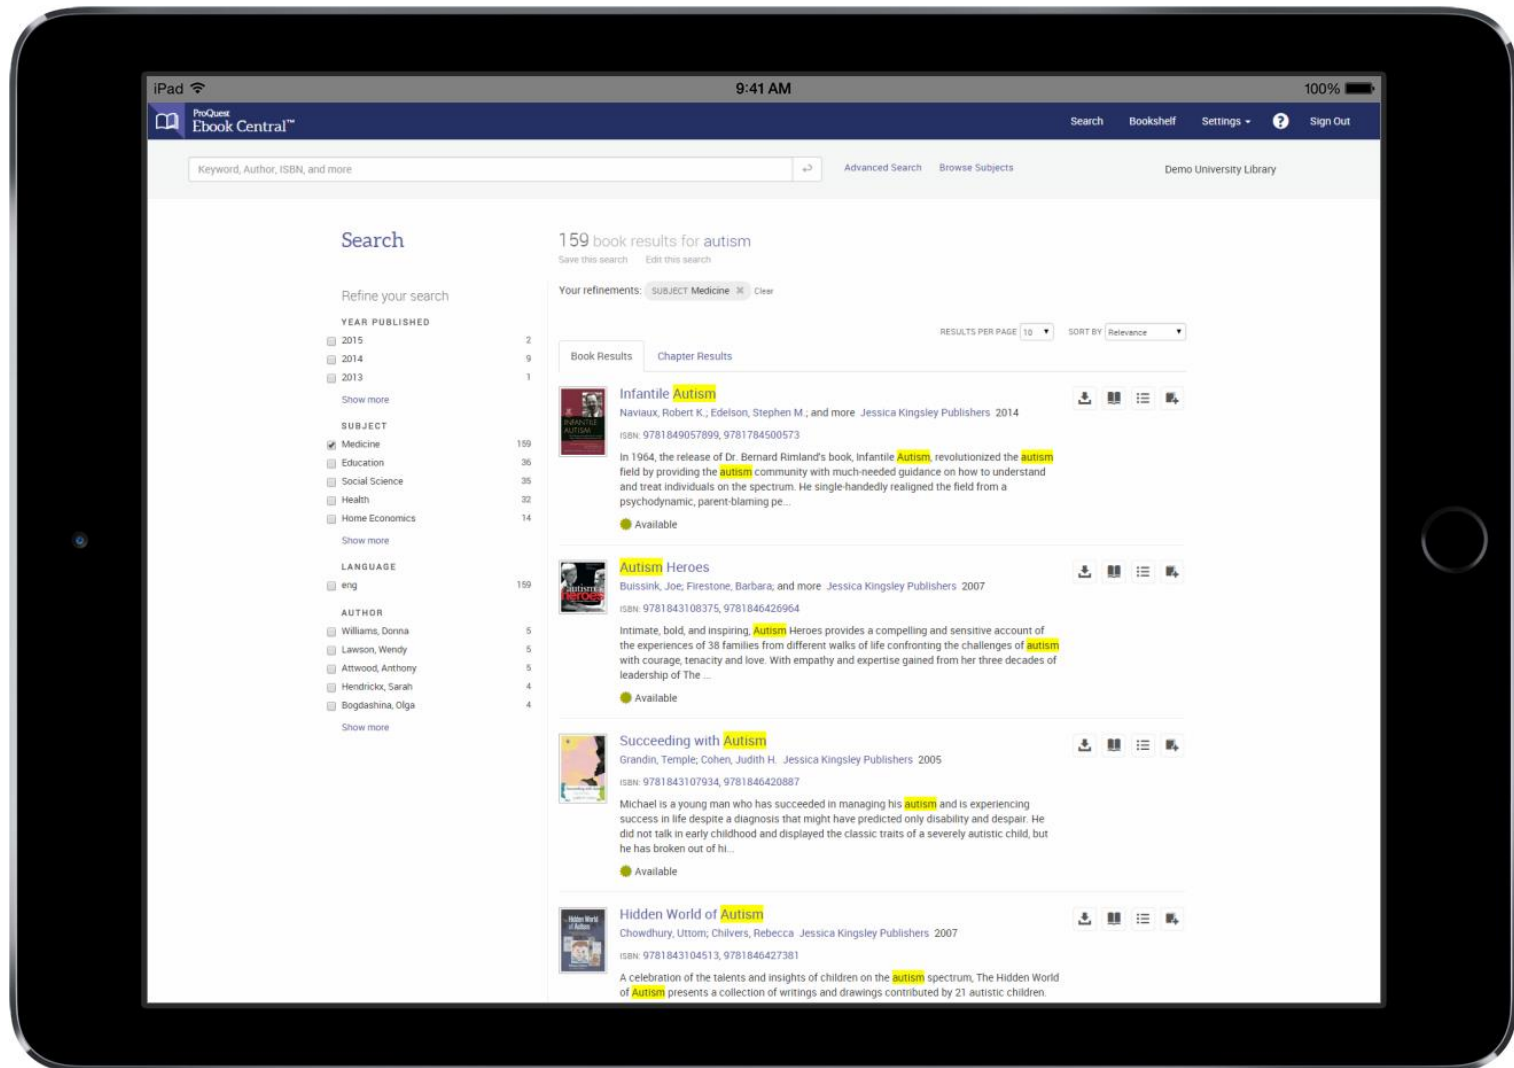 iPad
9:41 AM
100%
ProQuest
Ebook Central™
Search Bookshelf Settings ? Sign Out
Keyword, Author, ISBN, and more
Advanced Search Browse Subjects
Demo University Library
Search
Refine your search
YEAR PUBLISHED
2015 2
2014 9
2013 1
Show more
SUBJECT
Medicine 159
Education 36
Social Science 35
Health 32
Home Economics 14
Show more
LANGUAGE
eng 159
AUTHOR
Williams, Donna 5
Lawson, Wendy 5
Attwood, Anthony 5
Hendrickx, Sarah 4
Bogdashina, Olga 4
Show more
159 book results for autism
Save this search Edit this search
Your refinements: SUBJECT Medicine Clear
RESULTS PER PAGE 10 SORT BY Relevance
Book Results Chapter Results
INFANTILE
AUTISM
Infantile Autism
Naviaux, Robert K.; Edelson, Stephen M.; and more Jessica Kingsley Publishers 2014
ISBN: 9781849057899, 9781784500573
In 1964, the release of Dr. Bernard Rimland's book, Infantile Autism, revolutionized the autism
field by providing the autism community with much-needed guidance on how to understand
and treat individuals on the spectrum. He single-handedly realigned the field from a
psychodynamic, parent-blaming pe...
Available
autism
heroes
Autism Heroes
Buissink, Joe; Firestone, Barbara; and more Jessica Kingsley Publishers 2007
ISBN: 9781843108375, 9781846426964
Intimate, bold, and inspiring, Autism Heroes provides a compelling and sensitive account of
the experiences of 38 families from different walks of life confronting the challenges of autism
with courage, tenacity and love. With empathy and expertise gained from her three decades of
leadership of The ...
Available
Succeeding with Autism
Grandin, Temple; Cohen, Judith H. Jessica Kingsley Publishers 2005
ISBN: 9781843107934, 9781846420887
Michael is a young man who has succeeded in managing his autism and is experiencing
success in life despite a diagnosis that might have predicted only disability and despair. He
did not talk in early childhood and displayed the classic traits of a severely autistic child, but
he has broken out of hi...
Available
Hidden World
of Autism
Hidden World of Autism
Chowdhury, Uttom; Chilvers, Rebecca Jessica Kingsley Publishers 2007
ISBN: 9781843104513, 9781846427381
A celebration of the talents and insights of children on the autism spectrum, The Hidden World
of Autism presents a collection of writings and drawings contributed by 21 autistic children.